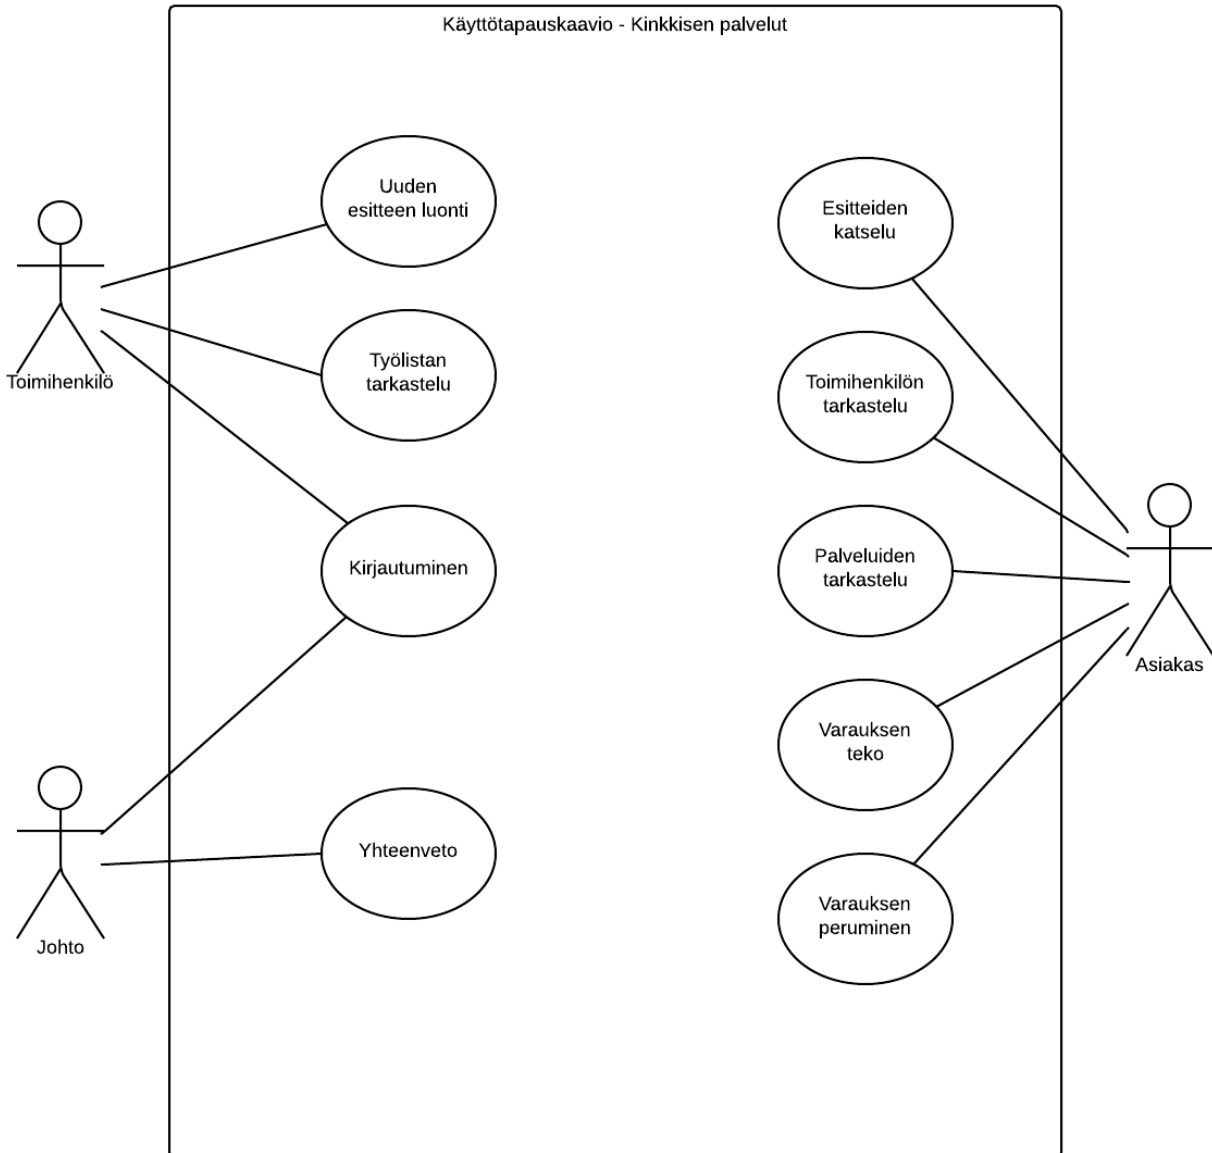 Käyttötapauskaavio - Kinkkisen palvelut
Uuden
esitteen luonti
Esitteiden
katselu
Toimihenkilö
Työlistan
tarkastelu
Toimihenkilön
tarkastelu
Kirjautuminen
Palveluiden
tarkastelu
Asiakas
Varauksen
teko
Yhteenveto
Johto
Varauksen
peruminen